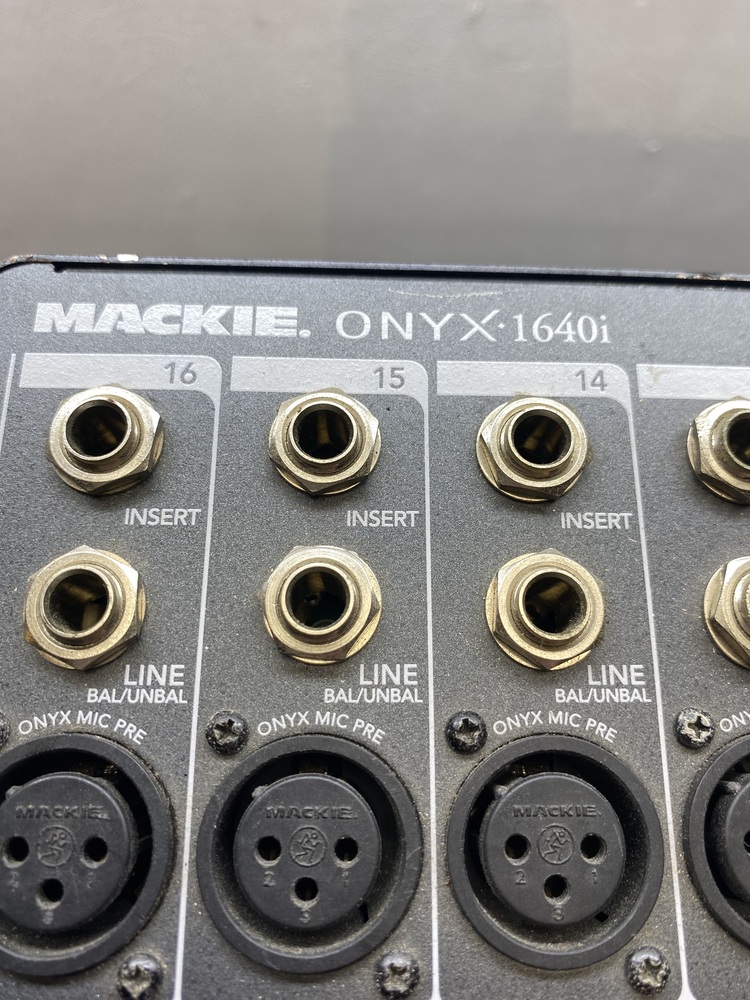 MACKIE. ONYX·1640i
16 15 14
INSERT INSERT INSERT
LINE LINE LINE
BAL/UNBAL BAL/UNBAL BAL/UNBAL
ONYX MIC PRE ONYX MIC PRE ONYX MIC PRE
MACKIE. MACKIE. MACKIE.
2 1 2 1
3 3 3